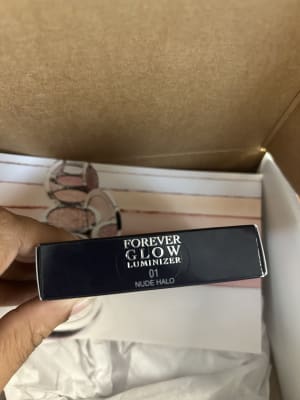 FOREVER
GLOW
LUMINIZER
01
NUDE HALO